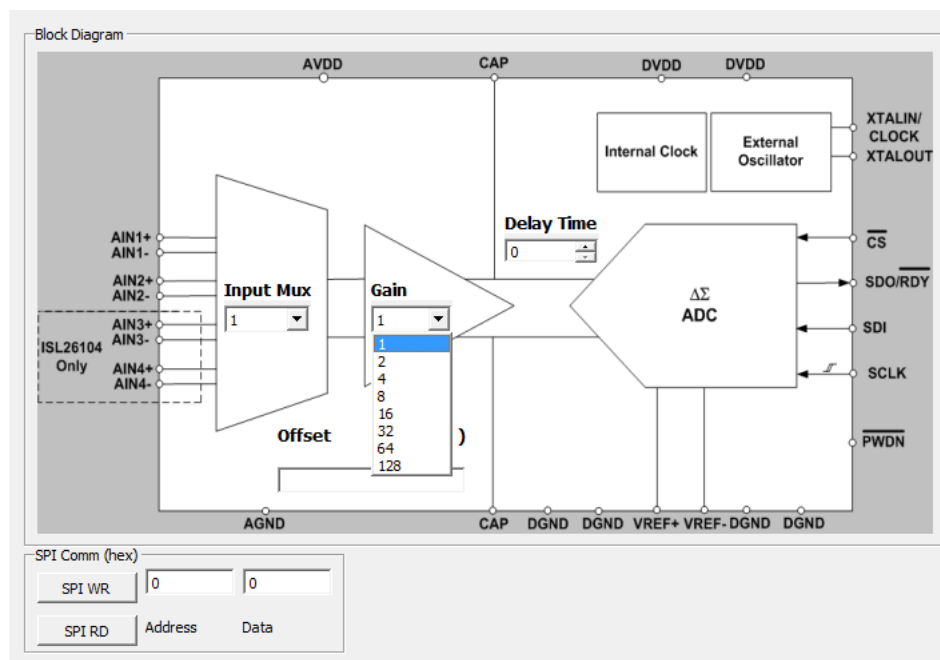 Block Diagram
AVDD
CAP
DVDD
DVDD
XTALIN/
CLOCK
XTALOUT
Internal Clock
External
Oscillator
Delay Time
0
CS
SDO/RDY
SDI
SCLK
PWDN
AIN1+
AIN1-
AIN2+
AIN2-
AIN3+
AIN3-
AIN4+
AIN4-
ISL26104
Only
Input Mux
1
Gain
1
1
2
4
8
16
32
64
128
ΔΣ
ADC
Offset )
AGND
CAP
DGND
DGND
VREF+
VREF-
DGND
DGND
SPI Comm (hex)
SPI WR
0
0
SPI RD
Address
Data